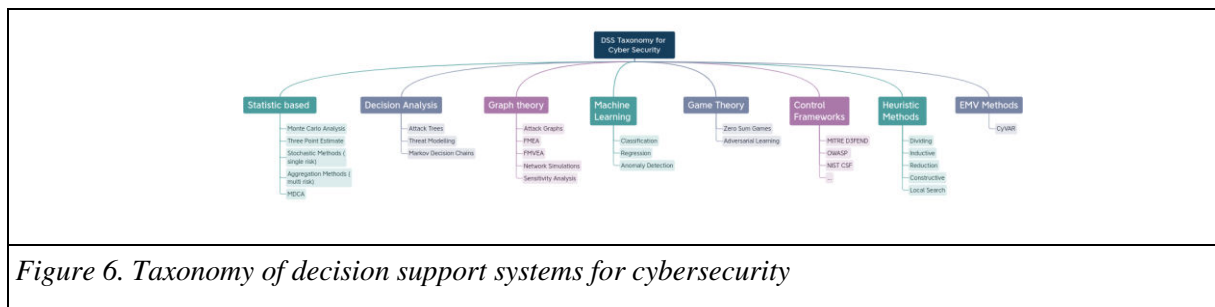 DSS Taxonomy for
Cyber Security
Statistic based
Monte Carlo Analysis
Three Point Estimate
Stochastic Methods (
single risk)
Aggregation Methods (
multi risk)
MDCA
Decision Analysis
Attack Trees
Threat Modelling
Markov Decision Chains
Graph theory
Attack Graphs
FMEA
FMVEA
Network Simulations
Sensitivity Analysis
Machine
Learning
Classification
Regression
Anomaly Detection
Game Theory
Zero Sum Games
Adversarial Learning
Control
Frameworks
MITRE D3FEND
OWASP
NIST CSF
...
Heuristic
Methods
Dividing
Inductive
Reduction
Constructive
Local Search
EMV Methods
CyVAR
Figure 6. Taxonomy of decision support systems for cybersecurity